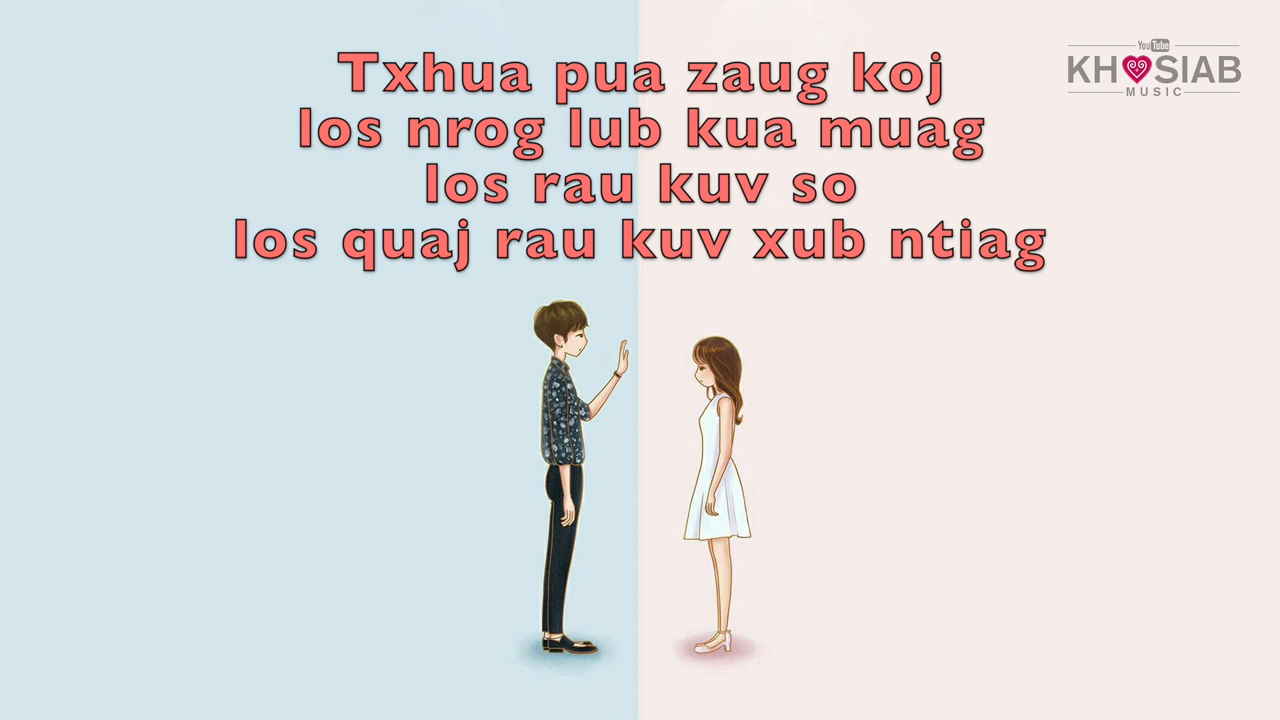 Txhua pua zaug koj
los nrog lub kua muag
los rau kuv so
los quaj rau kuv xub ntiag
YouTube
KHOSIAB
MUSIC